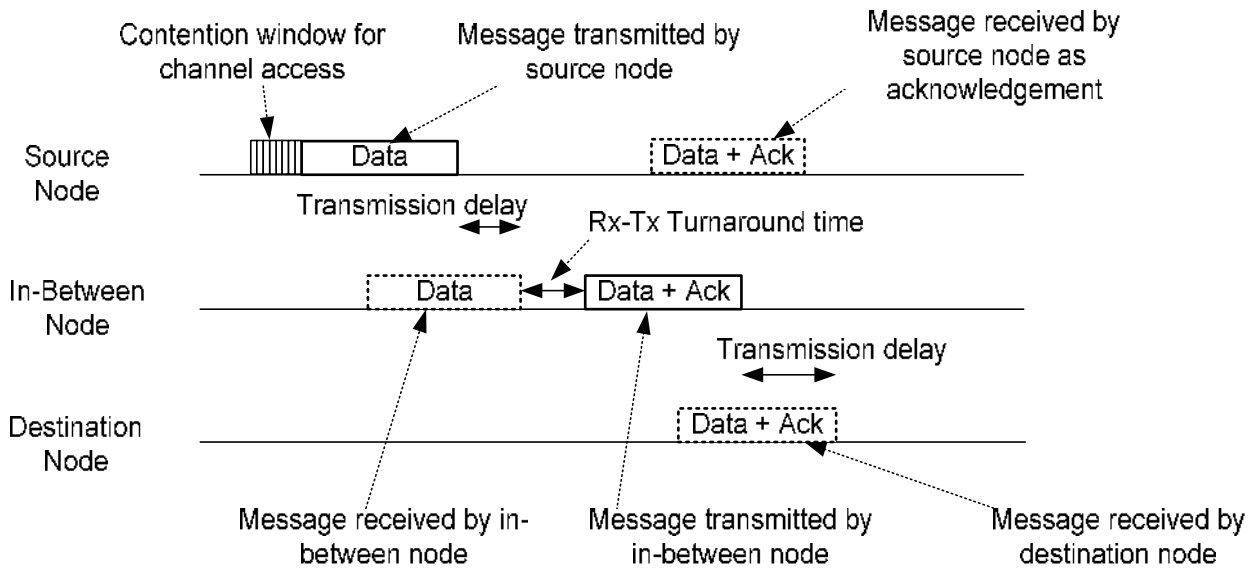 Contention window for
channel access
Message transmitted by
source node
Message received by
source node as
acknowledgement
Source
Node
Data
Data + Ack
Transmission delay
Rx-Tx Turnaround time
In-Between
Node
Data
Data + Ack
Transmission delay
Destination
Node
Data + Ack
Message received by in-
between node
Message transmitted by
in-between node
Message received by
destination node